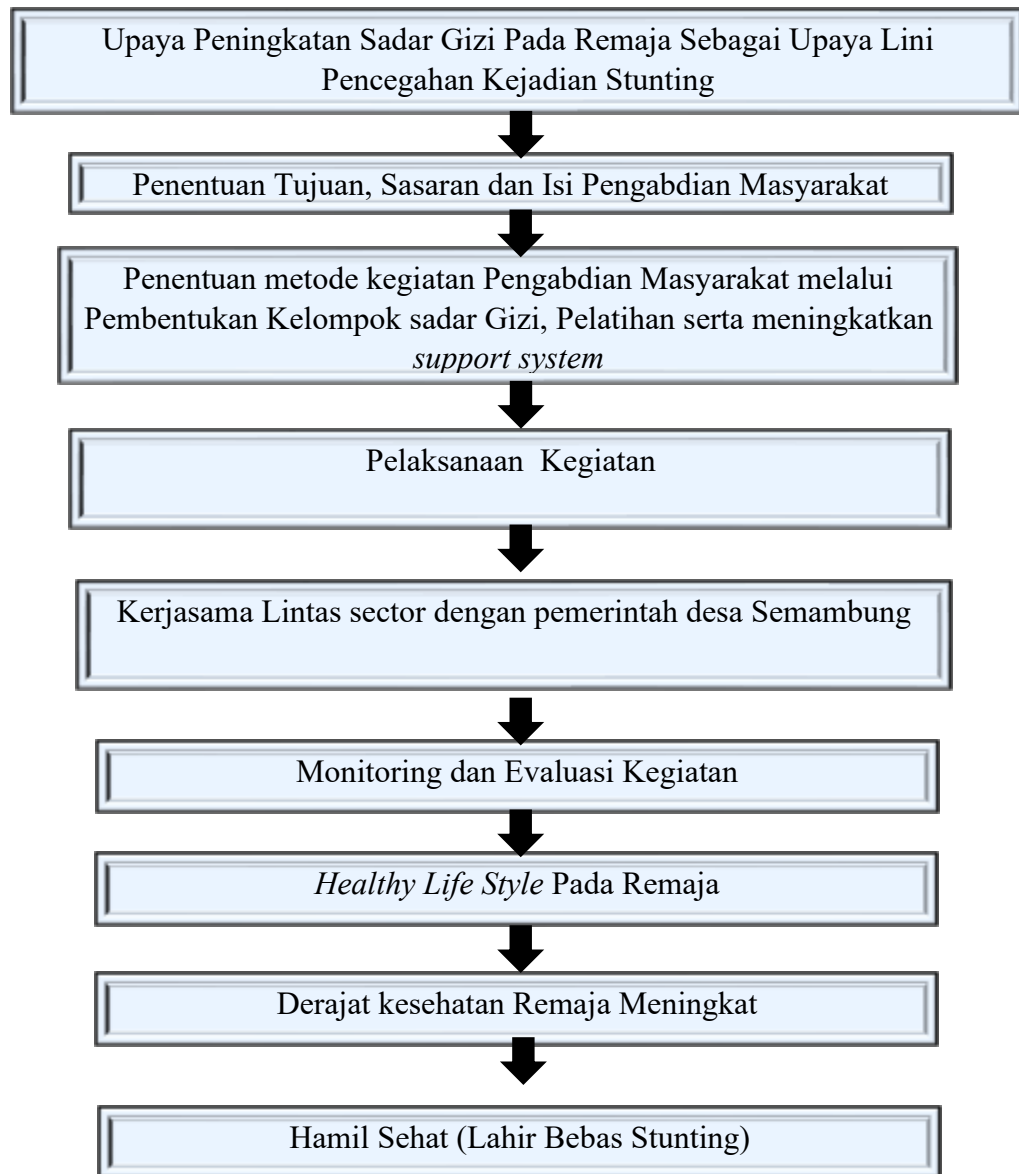 Upaya Peningkatan Sadar Gizi Pada Remaja Sebagai Upaya Lini
Pencegahan Kejadian Stunting
Penentuan Tujuan, Sasaran dan Isi Pengabdian Masyarakat
Penentuan metode kegiatan Pengabdian Masyarakat melalui
Pembentukan Kelompok sadar Gizi, Pelatihan serta meningkatkan
support system
Pelaksanaan Kegiatan
Kerjasama Lintas sector dengan pemerintah desa Semambung
Monitoring dan Evaluasi Kegiatan
Healthy Life Style Pada Remaja
Derajat kesehatan Remaja Meningkat
Hamil Sehat (Lahir Bebas Stunting)